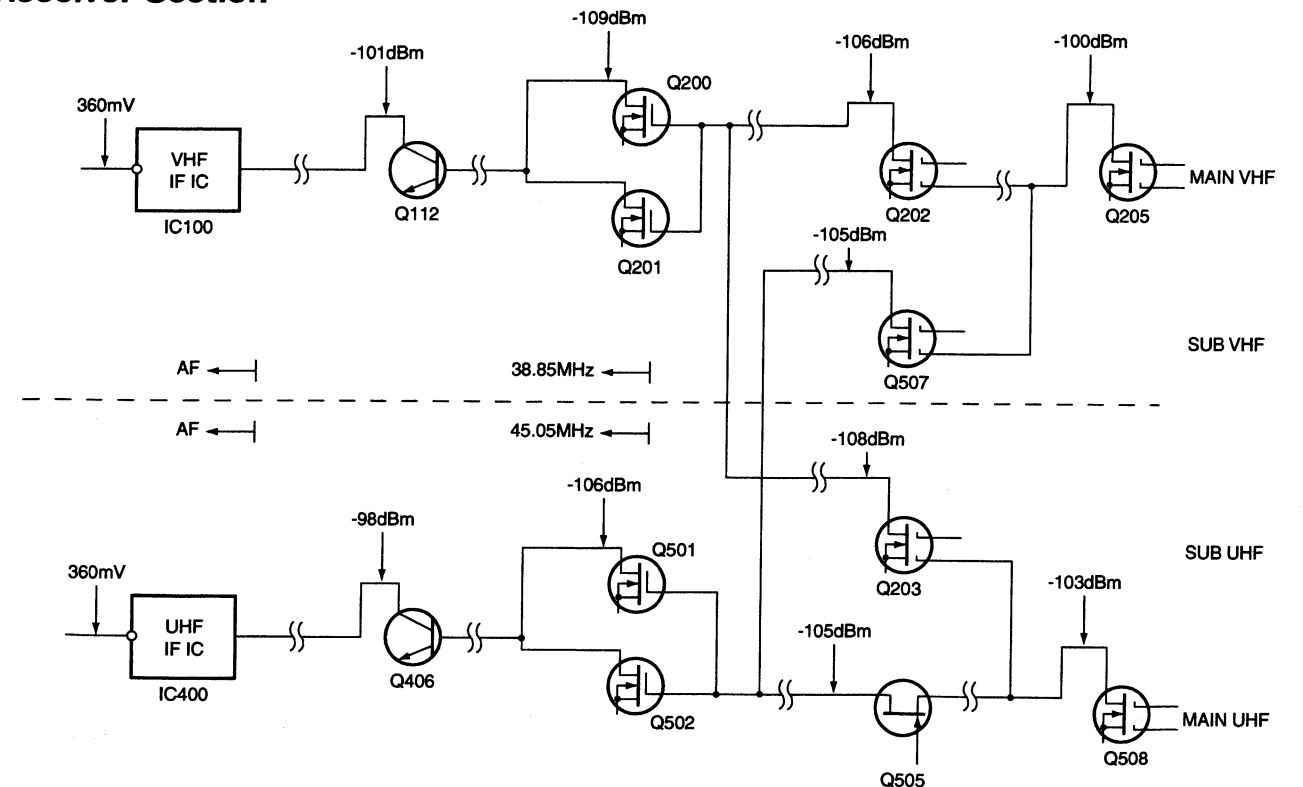 -109dBm
-101dBm
-106dBm
-100dBm
Q200
360mV
VHF
IF IC
IC100
Q112
Q201
Q202
Q205
MAIN VHF
-105dBm
Q507
SUB VHF
AF
38.85MHz
AF
45.05MHz
-108dBm
-106dBm
-98dBm
Q501
Q203
SUB UHF
360mV
-103dBm
UHF
IF IC
IC400
Q406
Q502
-105dBm
Q505
Q508
MAIN UHF